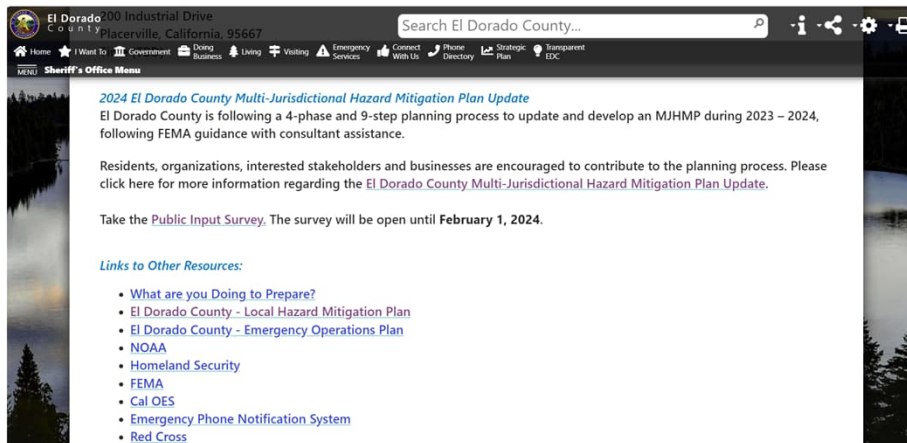 El Dorado
County
200 Industrial Drive
Placerville, California, 95667
Search El Dorado County...
Home I Want To Government Doing Business Living Visiting Emergency Services Connect With Us Phone Directory Strategic Plan Transparent EDC
MENU Sheriff's Office Menu
2024 El Dorado County Multi-Jurisdictional Hazard Mitigation Plan Update
El Dorado County is following a 4-phase and 9-step planning process to update and develop an MJHMP during 2023 – 2024,
following FEMA guidance with consultant assistance.
Residents, organizations, interested stakeholders and businesses are encouraged to contribute to the planning process. Please
click here for more information regarding the El Dorado County Multi-Jurisdictional Hazard Mitigation Plan Update.
Take the Public Input Survey. The survey will be open until February 1, 2024.
Links to Other Resources:
• What are you Doing to Prepare?
• El Dorado County - Local Hazard Mitigation Plan
• El Dorado County - Emergency Operations Plan
• NOAA
• Homeland Security
• FEMA
• Cal OES
• Emergency Phone Notification System
• Red Cross